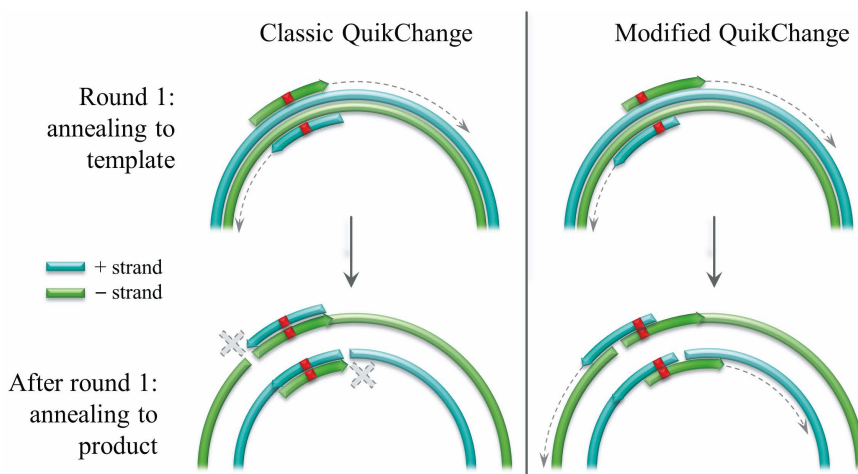 Classic QuikChange
Modified QuikChange
Round 1:
annealing to
template
+ strand
− strand
After round 1:
annealing to
product